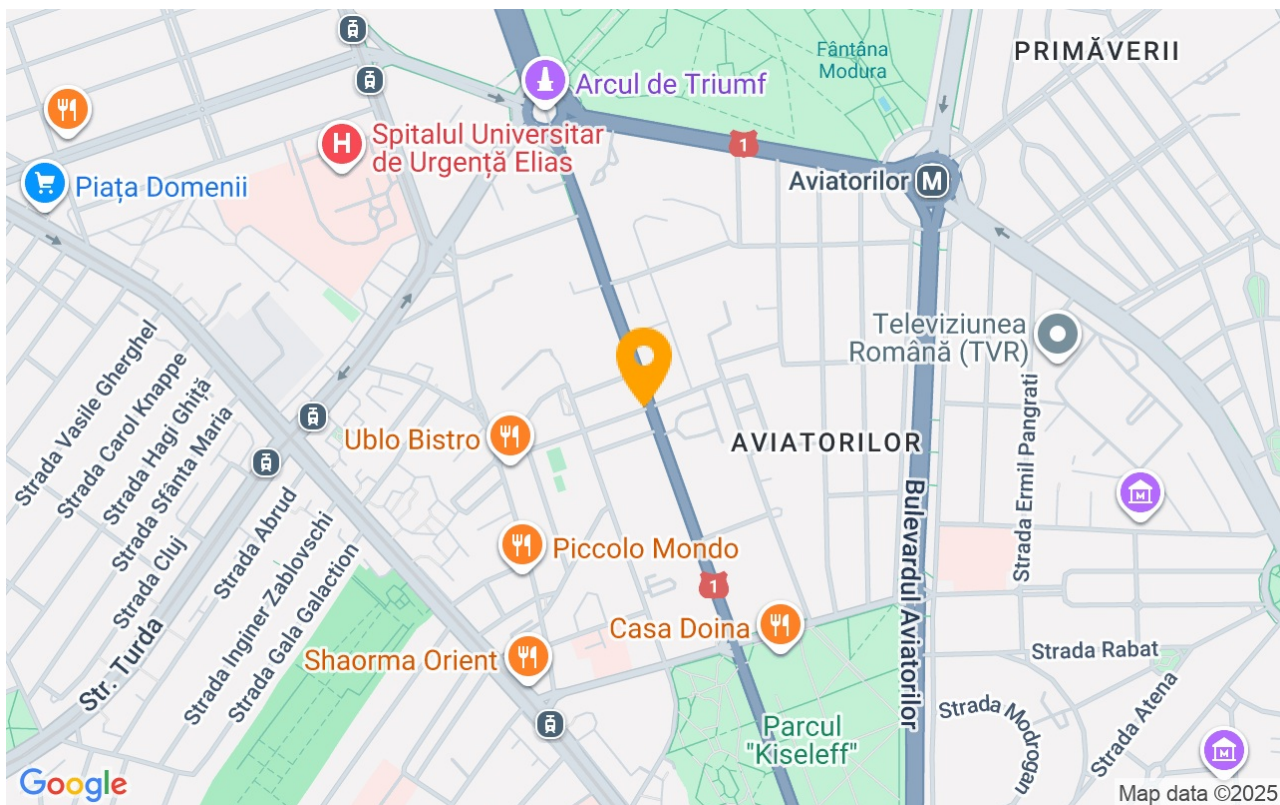 PRIMĂVERII
Fântâna
Modura
Arcul de Triumf
H
Spitalul Universitar
de Urgență Elias
1
Aviatorilor
M
Piața Domenii
Televiziunea
Română (TVR)
Strada Vasile Gherghel
Strada Carol Knappe
Strada Hagi Ghiță
Strada Sfânta Maria
Strada Cluj
Strada Abrud
Strada Inginer Zablovschi
Strada Gala Galaction
Str. Turda
Ublo Bistro
AVIATORILOR
Strada Ermil Pangrati
Bulevardul Aviatorilor
M
Piccolo Mondo
1
Casa Doina
Shaorma Orient
Strada Rabat
Strada Modrogan
Strada Atena
Parcul
"Kiseleff"
M
Google
Map data ©2025